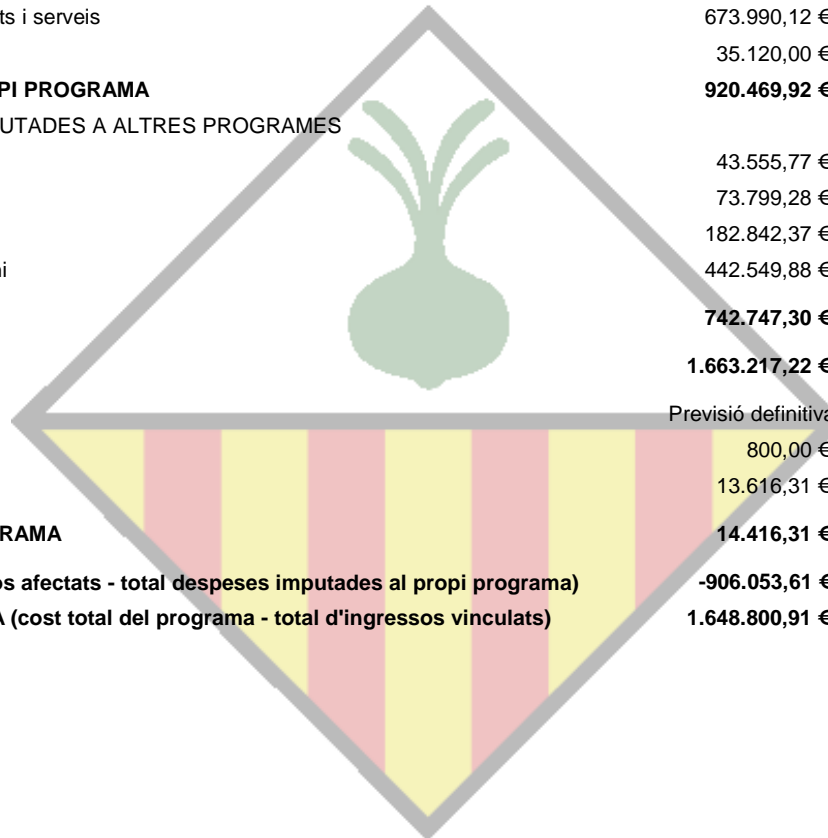 ts i serveis 673.990,12 €
35.120,00 €
PI PROGRAMA 920.469,92 €
UTADES A ALTRES PROGRAMES
43.555,77 €
73.799,28 €
182.842,37 €
ni 442.549,88 €
742.747,30 €
1.663.217,22 €
Previsió definitiva
800,00 €
13.616,31 €
RAMA 14.416,31 €
os afectats - total despeses imputades al propi programa) -906.053,61 €
A (cost total del programa - total d'ingressos vinculats) 1.648.800,91 €